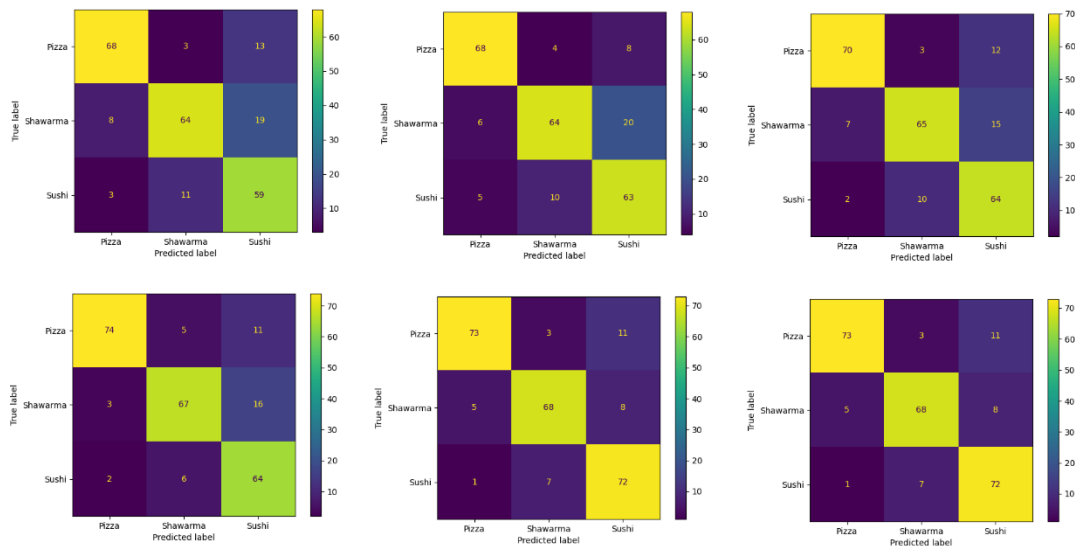 Pizza 68 3 13
Shawarma 8 64 19
Sushi 3 11 59
Pizza Shawarma Sushi
Predicted label
True label
60
50
40
30
20
10
Pizza 68 4 8
Shawarma 6 64 20
Sushi 5 10 63
Pizza Shawarma Sushi
Predicted label
True label
60
50
40
30
20
10
Pizza 70 3 12
Shawarma 7 65 15
Sushi 2 10 64
Pizza Shawarma Sushi
Predicted label
True label
70
60
50
40
30
20
10
Pizza 74 5 11
Shawarma 3 67 16
Sushi 2 6 64
Pizza Shawarma Sushi
Predicted label
True label
70
60
50
40
30
20
10
Pizza 73 3 11
Shawarma 5 68 8
Sushi 1 7 72
Pizza Shawarma Sushi
Predicted label
True label
70
60
50
40
30
20
10
Pizza 73 3 11
Shawarma 5 68 8
Sushi 1 7 72
Pizza Shawarma Sushi
Predicted label
True label
70
60
50
40
30
20
10